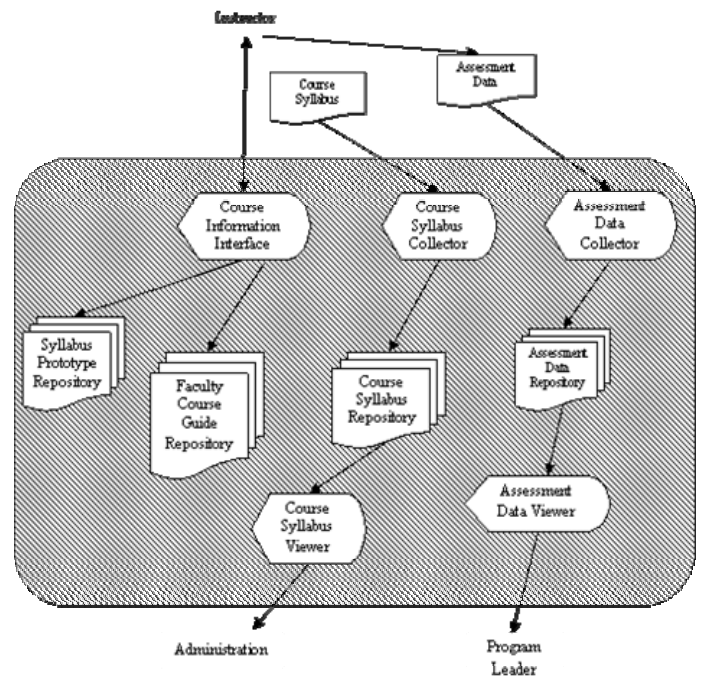 Instructor
Course
Syllabus
Assessment
Data
Course
Information
Interface
Course
Syllabus
Collector
Assessment
Data
Collector
Syllabus
Prototype
Repository
Faculty
Course
Guide
Repository
Course
Syllabus
Repository
Assessment
Data
Repository
Course
Syllabus
Viewer
Assessment
Data Viewer
Administration
Program
Leader